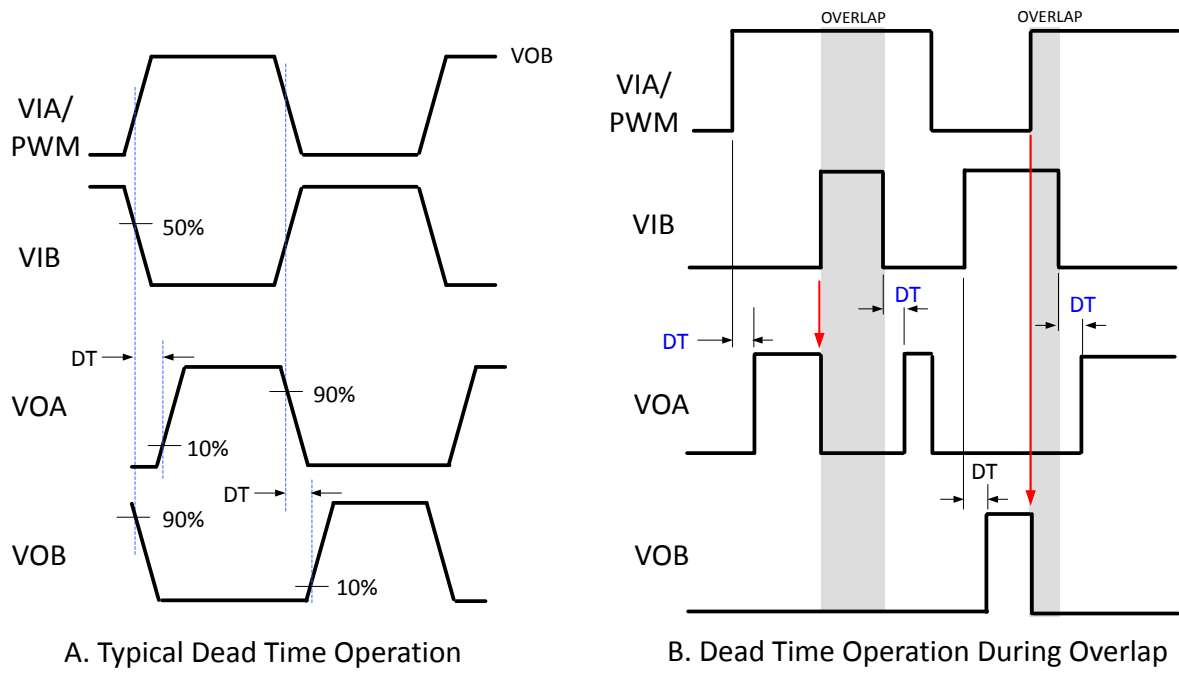 VOB
VIA/
PWM
50%
VIB
DT
VOA
90%
10%
DT
90%
VOB
10%
A. Typical Dead Time Operation
OVERLAP
OVERLAP
VIA/
PWM
VIB
DT
DT
DT
VOA
DT
VOB
B. Dead Time Operation During Overlap